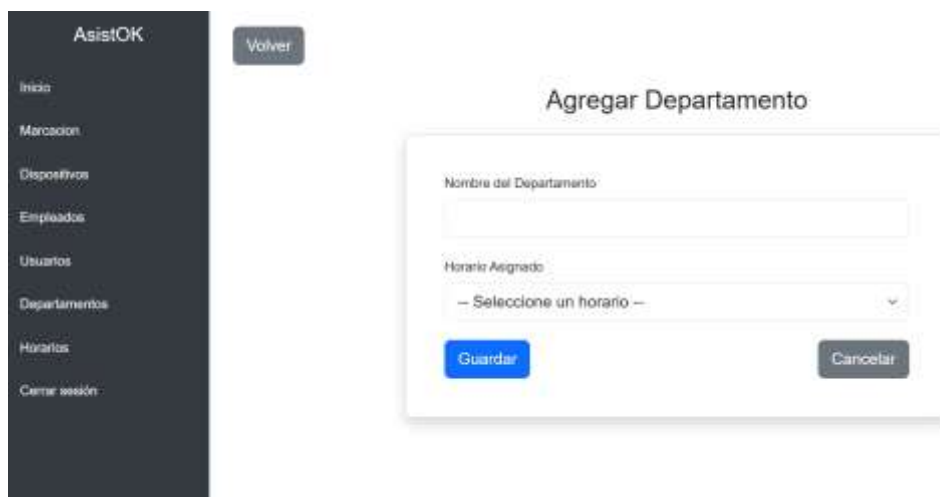 AsistOK
Inicio
Marcacion
Dispositivos
Empleados
Usuarios
Departamentos
Horarios
Cerrar sesión
Volver
Agregar Departamento
Nombre del Departamento
Horario Asignado
-- Seleccione un horario --
Guardar
Cancelar